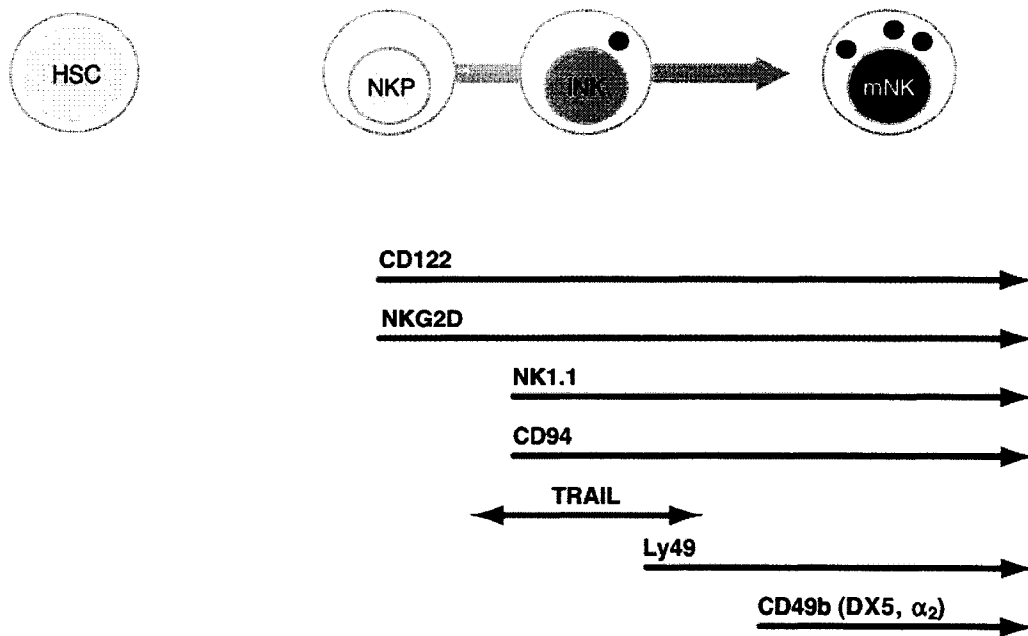 HSC
NKP
iNK
mNK
CD122
NKG2D
NK1.1
CD94
TRAIL
Ly49
CD49b (DX5, α₂)